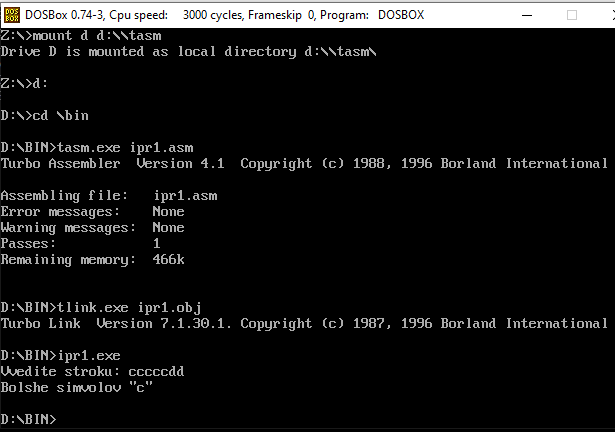 DOSBox 0.74-3, Cpu speed:    3000 cycles, Frameskip  0, Program:   DOSBOX
Z:\>mount d d:\\tasm
Drive D is mounted as local directory d:\\tasm\
Z:\>d:
D:\>cd \bin
D:\BIN>tasm.exe ipr1.asm
Turbo Assembler  Version 4.1  Copyright (c) 1988, 1996 Borland International
Assembling file:   ipr1.asm
Error messages:    None
Warning messages:  None
Passes:            1
Remaining memory:  466k
D:\BIN>tlink.exe ipr1.obj
Turbo Link  Version 7.1.30.1. Copyright (c) 1987, 1996 Borland International
D:\BIN>ipr1.exe
Vvedite stroku: cccccdd
Bolshe simvolov "c"
D:\BIN>